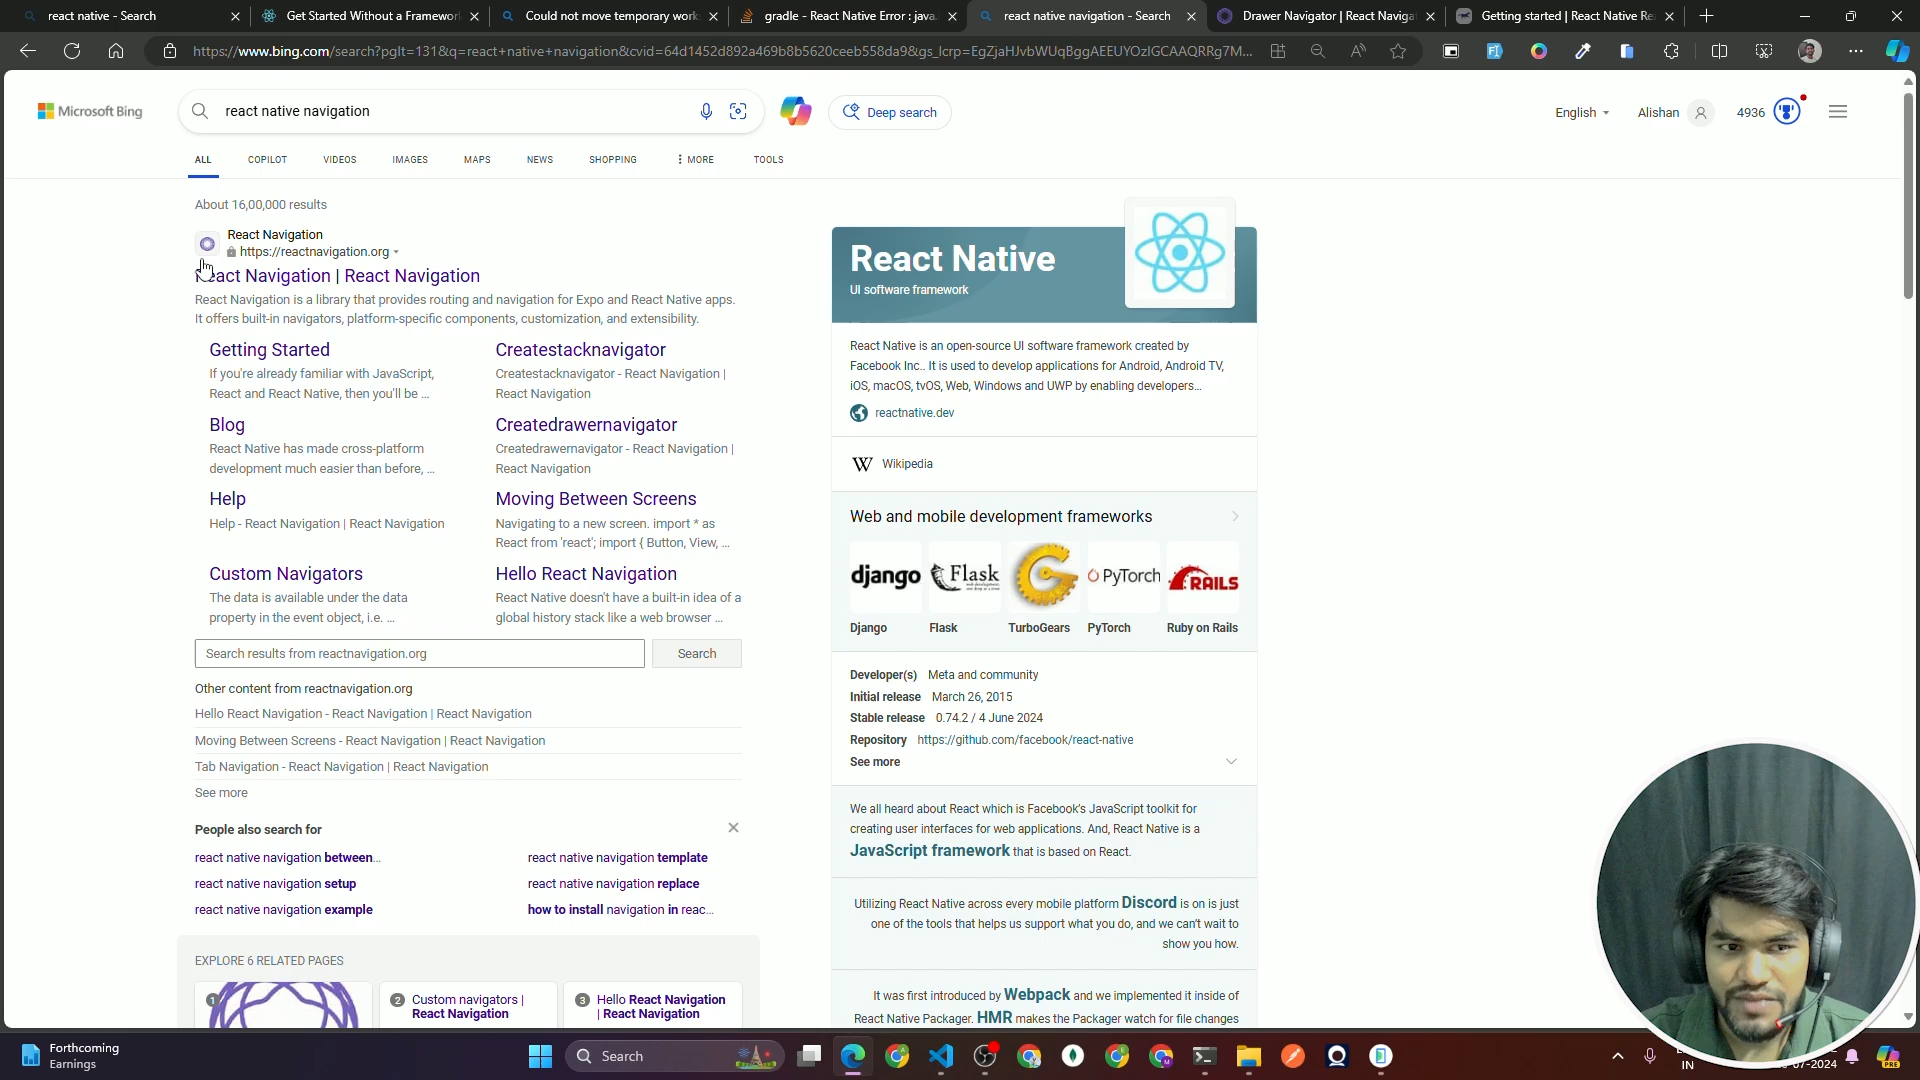 react native - Search
Get Started Without a Framewor
Could not move temporary work
gradle - React Native Error : java.
react native navigation - Search
Drawer Navigator | React Naviga
Getting started | React Native Re
https://www.bing.com/search?pglt=131&q=react+native+navigation&cvid=64d1452d892a469b8b5620ceeb558da9&gs_lcrp=EgZjaHJvbWUqBggAEEUYOzIGCAAQRRg7M...
Microsoft Bing
react native navigation
Deep search
English
Alishan
4936
ALL
COPILOT
VIDEOS
IMAGES
MAPS
NEWS
SHOPPING
MORE
TOOLS
About 16,00,000 results
React Navigation
https://reactnavigation.org
React Navigation | React Navigation
React Navigation is a library that provides routing and navigation for Expo and React Native apps.
It offers built-in navigators, platform-specific components, customization, and extensibility.
Getting Started
If you're already familiar with JavaScript,
React and React Native, then you'll be ...
Createstacknavigator
Createstacknavigator - React Navigation |
React Navigation
Blog
React Native has made cross-platform
development much easier than before, ...
Createdrawernavigator
Createdrawernavigator - React Navigation |
React Navigation
Help
Help - React Navigation | React Navigation
Moving Between Screens
Navigating to a new screen. import * as
React from 'react'; import { Button, View, ...
Custom Navigators
The data is available under the data
property in the event object, i.e. ...
Hello React Navigation
React Native doesn't have a built-in idea of a
global history stack like a web browser ...
Search results from reactnavigation.org
Search
Other content from reactnavigation.org
Hello React Navigation - React Navigation | React Navigation
Moving Between Screens - React Navigation | React Navigation
Tab Navigation - React Navigation | React Navigation
See more
People also search for
react native navigation between...
react native navigation template
react native navigation setup
react native navigation replace
react native navigation example
how to install navigation in reac...
EXPLORE 6 RELATED PAGES
1
2 Custom navigators |
React Navigation
3 Hello React Navigation
| React Navigation
React Native
UI software framework
React Native is an open-source UI software framework created by
Facebook Inc.. It is used to develop applications for Android, Android TV,
iOS, macOS, tvOS, Web, Windows and UWP by enabling developers...
reactnative.dev
W Wikipedia
Web and mobile development frameworks
django
Flask
PyTorch
RAILS
Django
Flask
TurboGears
PyTorch
Ruby on Rails
Developer(s) Meta and community
Initial release March 26, 2015
Stable release 0.74.2 / 4 June 2024
Repository https://github.com/facebook/react-native
See more
We all heard about React which is Facebook's JavaScript toolkit for
creating user interfaces for web applications. And, React Native is a
JavaScript framework that is based on React.
Utilizing React Native across every mobile platform Discord is on is just
one of the tools that helps us support what you do, and we can't wait to
show you how.
It was first introduced by Webpack and we implemented it inside of
React Native Packager. HMR makes the Packager watch for file changes
Forthcoming
Earnings
Search
IN
07-2024